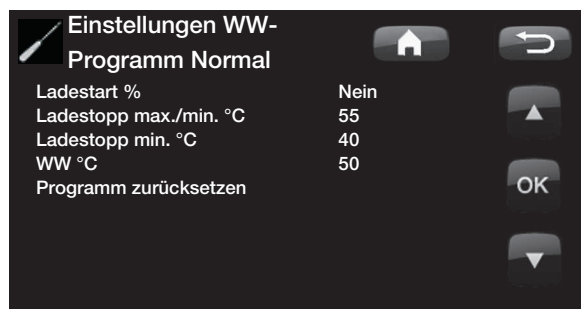 Einstellungen WW-
Programm Normal
Ladestart % Nein
Ladestopp max./min. °C 55
Ladestopp min. °C 40
WW °C 50
Programm zurücksetzen
OK